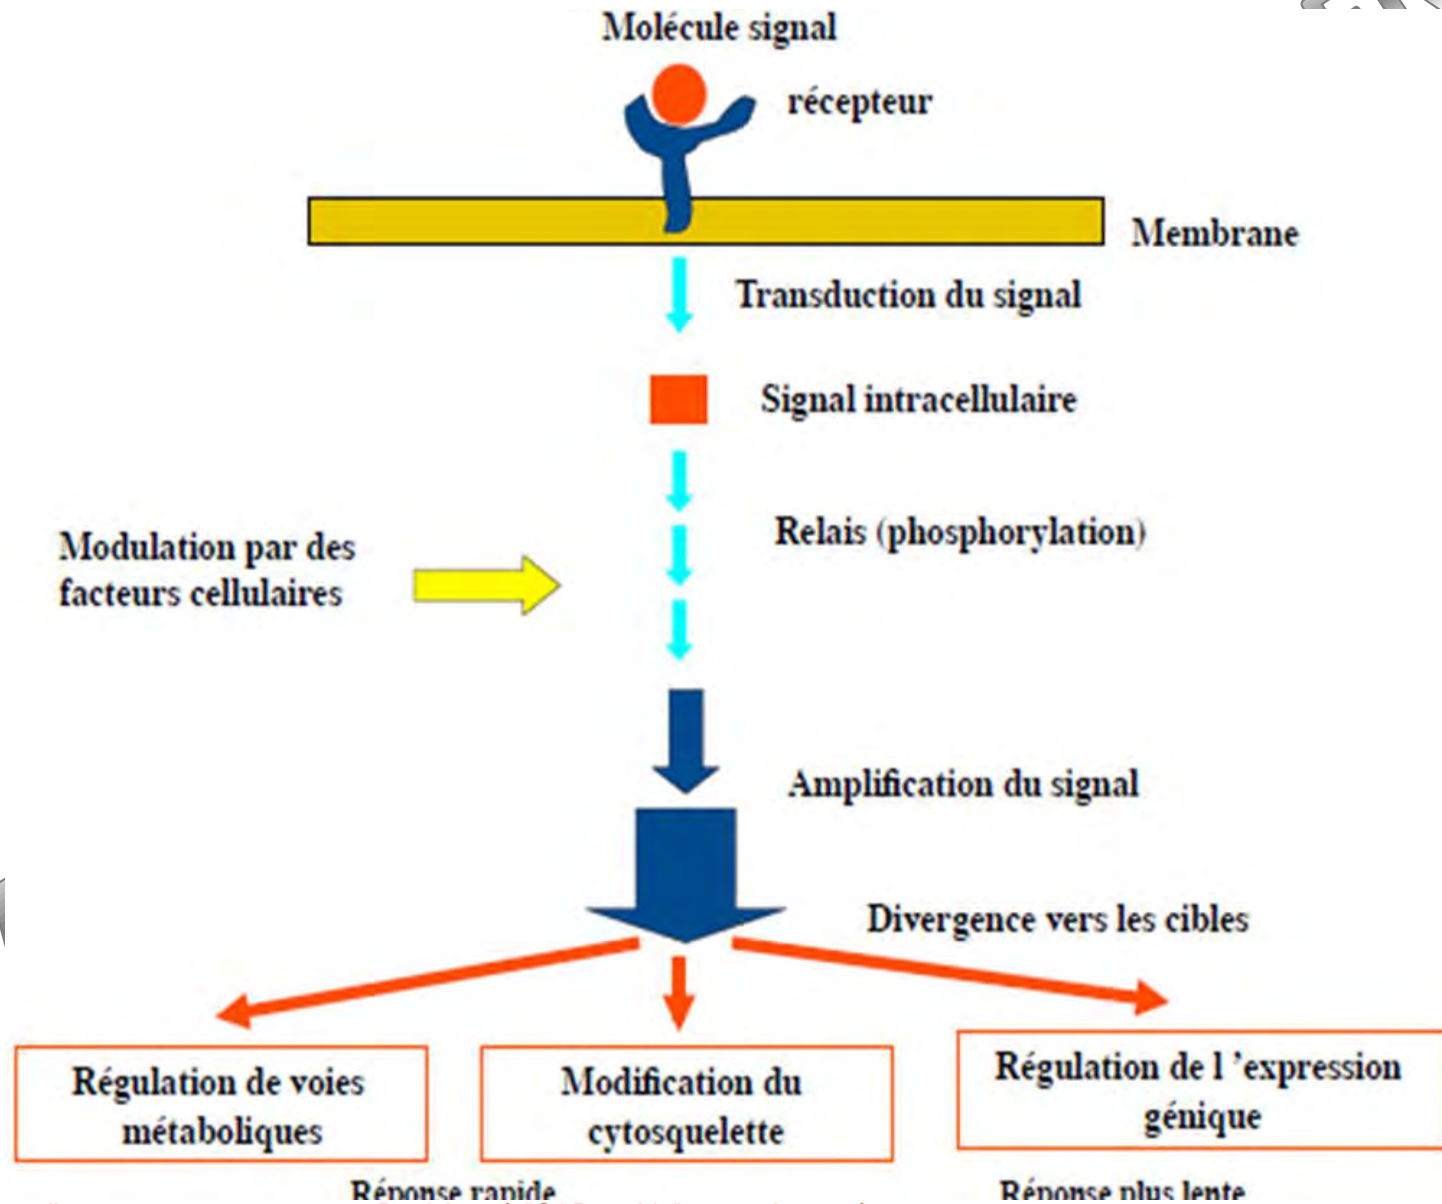 Molécule signal
récepteur
Membrane
Transduction du signal
Signal intracellulaire
Relais (phosphorylation)
Modulation par des
facteurs cellulaires
Amplification du signal
Divergence vers les cibles
Régulation de voies
métaboliques
Modification du
cytosquelette
Régulation de l ’expression
génique
Réponse rapide
Réponse plus lente